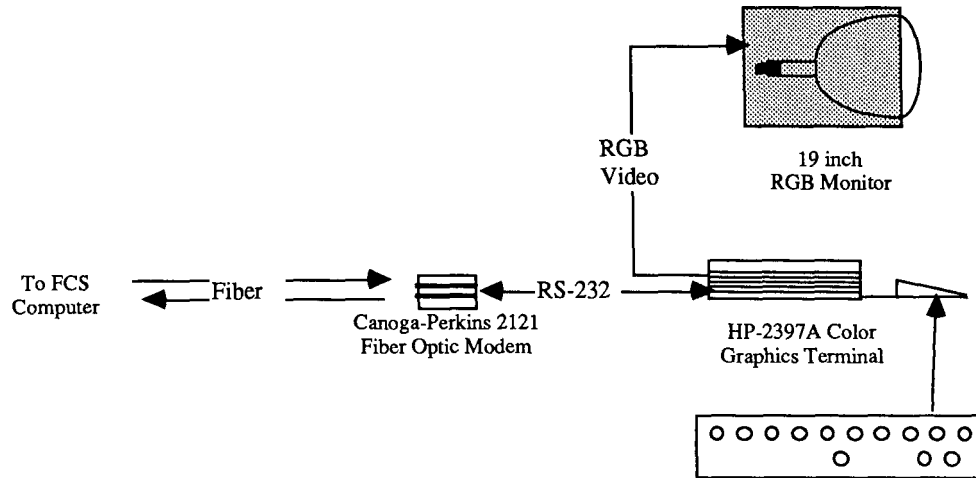 RGB
Video
19 inch
RGB Monitor
To FCS
Computer
Fiber
RS-232
Canoga-Perkins 2121
Fiber Optic Modem
HP-2397A Color
Graphics Terminal